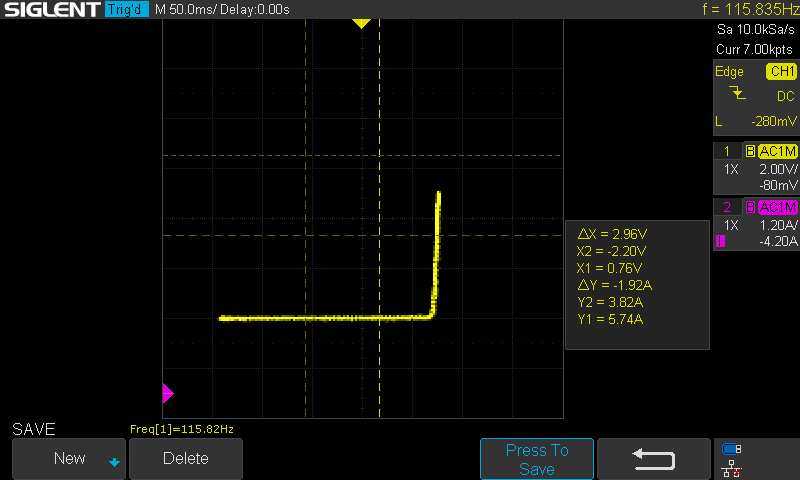 SIGLENT Trig'd M 50.0ms/ Delay:0.00s f = 115.835Hz
Sa 10.0kSa/s
Curr 7.00kpts
Edge CH1
DC
L -280mV
1 B AC1M
1X 2.00V/
-80mV
2 B AC1M
1X 1.20A/
-4.20A
△X = 2.96V
X2 = -2.20V
X1 = 0.76V
△Y = -1.92A
Y2 = 3.82A
Y1 = 5.74A
SAVE Freq[1]=115.82Hz
New Delete Press To
Save